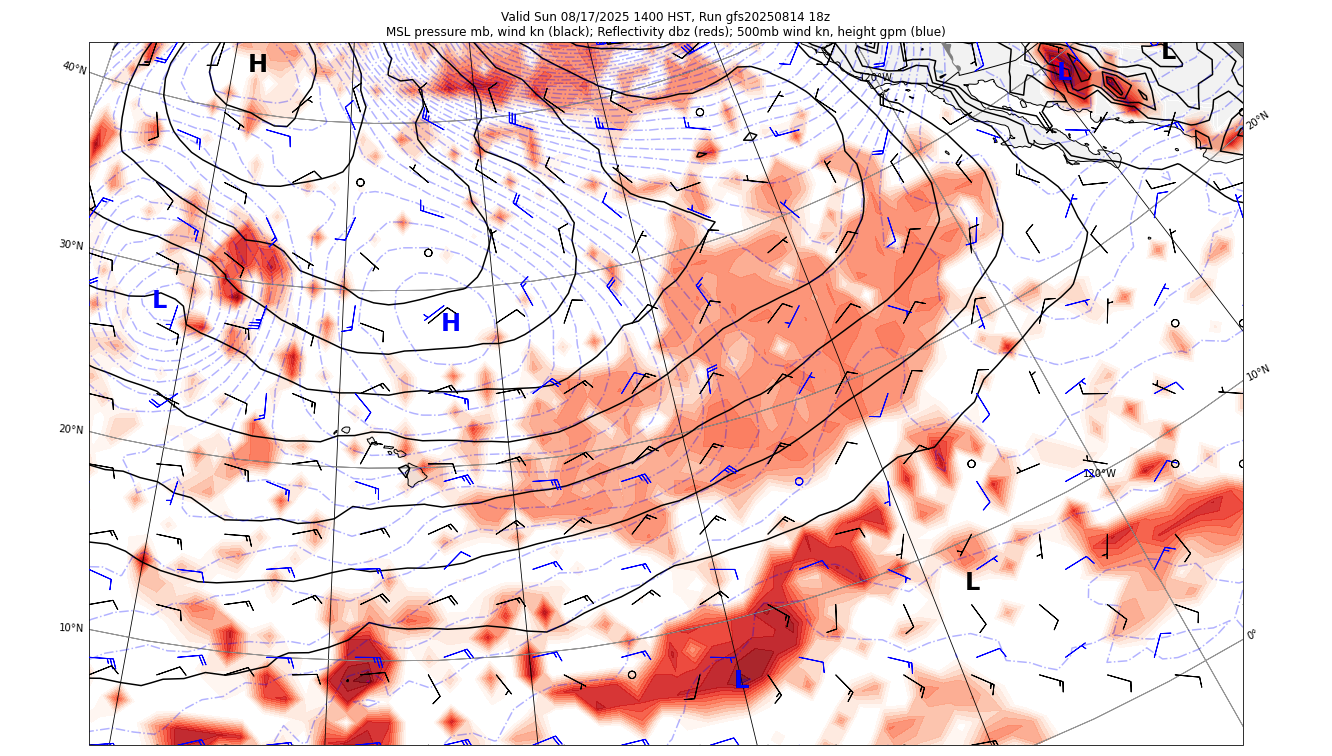 Valid Sun 08/17/2025 1400 HST, Run gfs20250814 18z
MSL pressure mb, wind kn (black); Reflectivity dbz (reds); 500mb wind kn, height gpm (blue)
H
L
L
40°N
120°W
20°N
30°N
L
H
10°N
20°N
120°W
L
10°N
0°
L